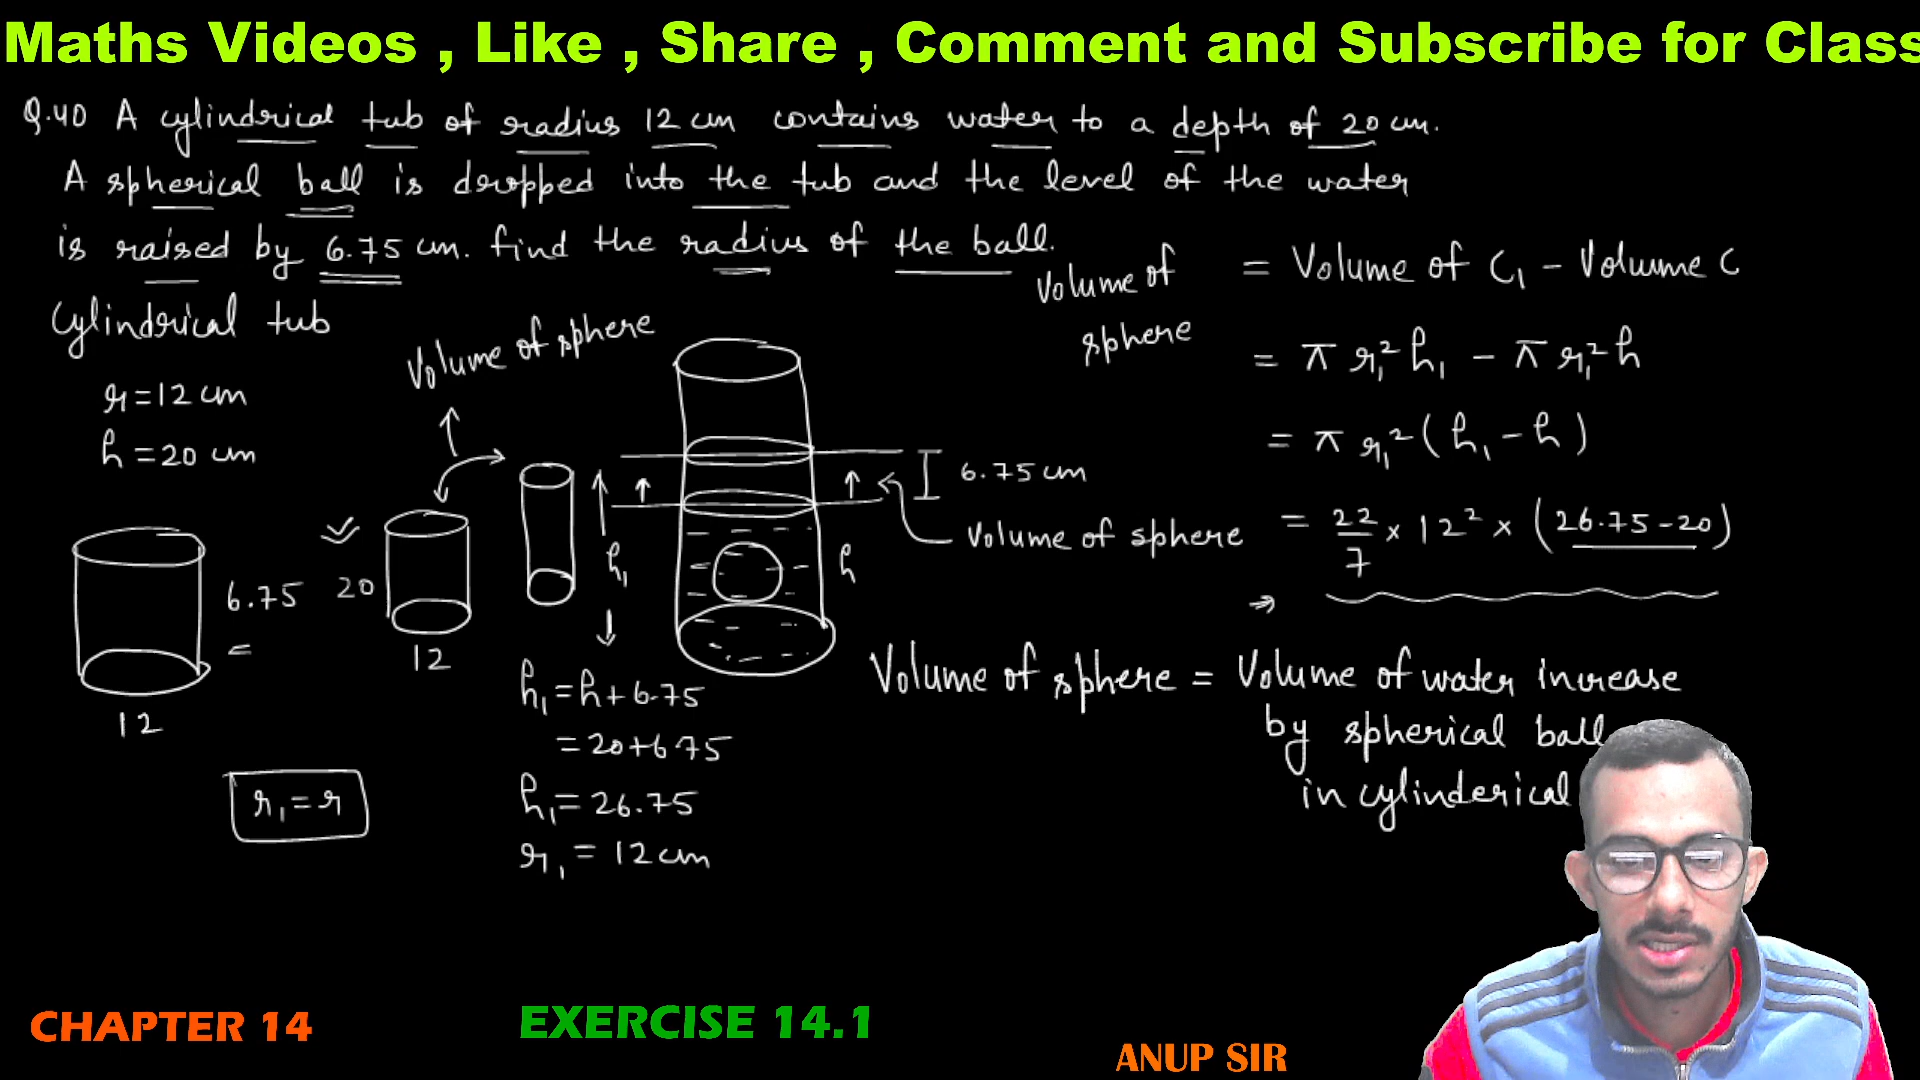 Maths Videos , Like , Share , Comment and Subscribe for Class
Q.40 A cylindrical tub of radius 12 cm contains water to a depth of 20 cm.
A spherical ball is dropped into the tub and the level of the water
is raised by 6.75 cm. find the radius of the ball.
Cylindrical tub
r = 12 cm
h = 20 cm
Volume of sphere
6.75
=
12
20
12
h₁
h
6.75 cm
Volume of sphere
h₁ = h + 6.75
= 20 + 6.75
h₁ = 26.75
r₁ = 12 cm
r₁ = r
Volume of sphere = Volume of C₁ - Volume C
= π r₁² h₁ - π r₁² h
= π r₁² ( h₁ - h )
= 22/7 × 12² × ( 26.75 - 20 )
⇒
Volume of sphere = Volume of water increase
by spherical ball
in cylinderical
CHAPTER 14
EXERCISE 14.1
ANUP SIR